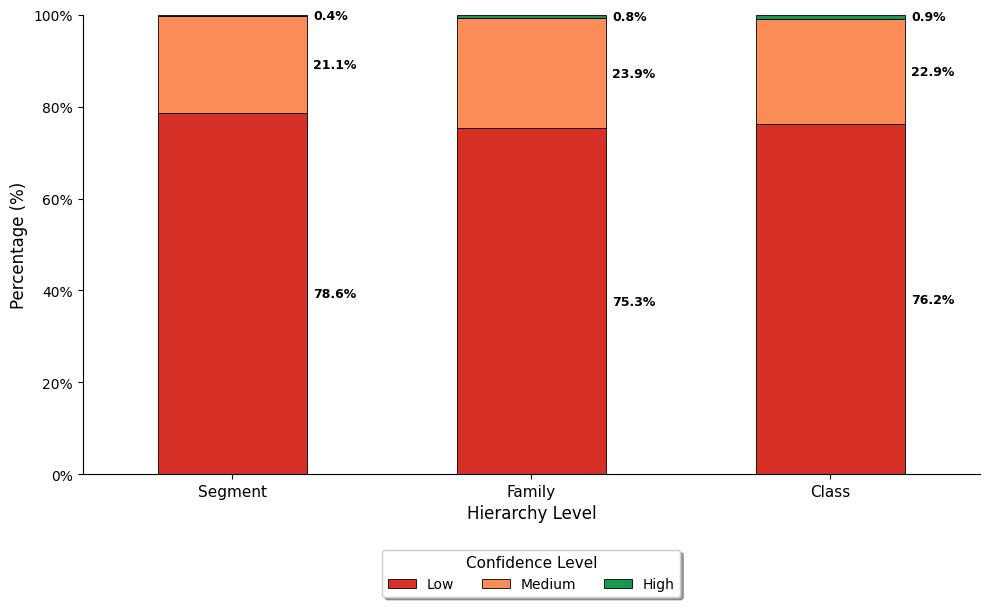 100%
80%
60%
40%
20%
0%
Percentage (%)
0.4%
21.1%
78.6%
0.8%
23.9%
75.3%
0.9%
22.9%
76.2%
Segment
Family
Class
Hierarchy Level
Confidence Level
Low
Medium
High